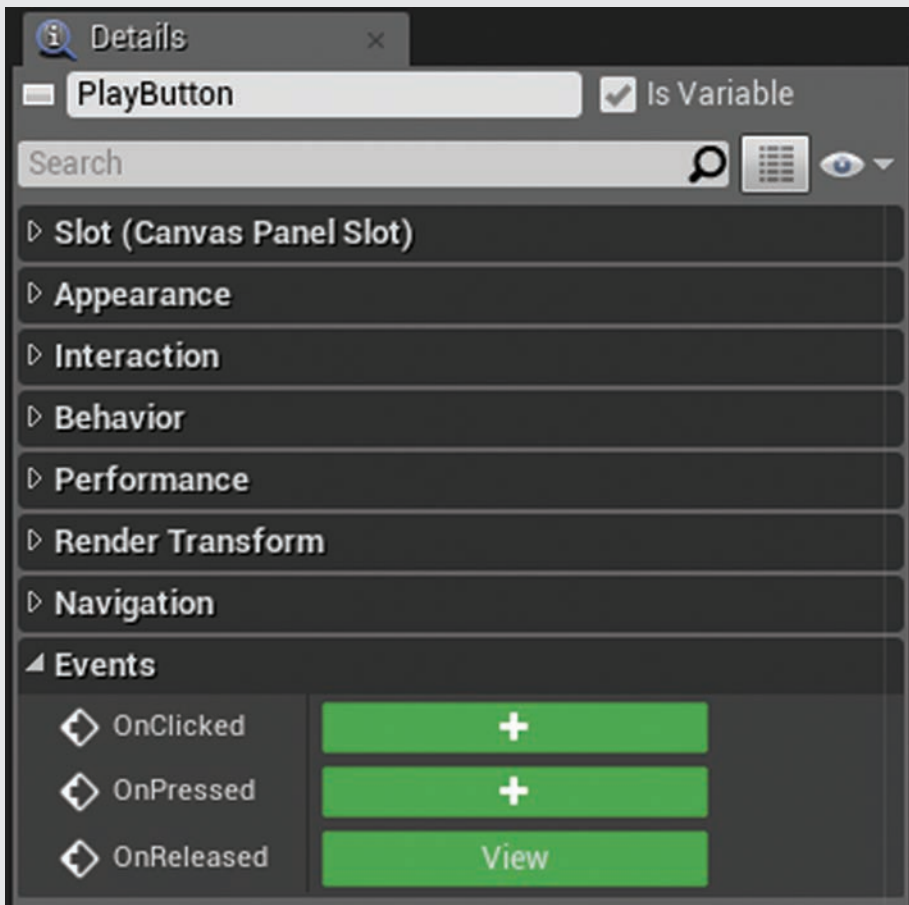 Details
PlayButton Is Variable
Search
Slot (Canvas Panel Slot)
Appearance
Interaction
Behavior
Performance
Render Transform
Navigation
Events
OnClicked
OnPressed
OnReleased View